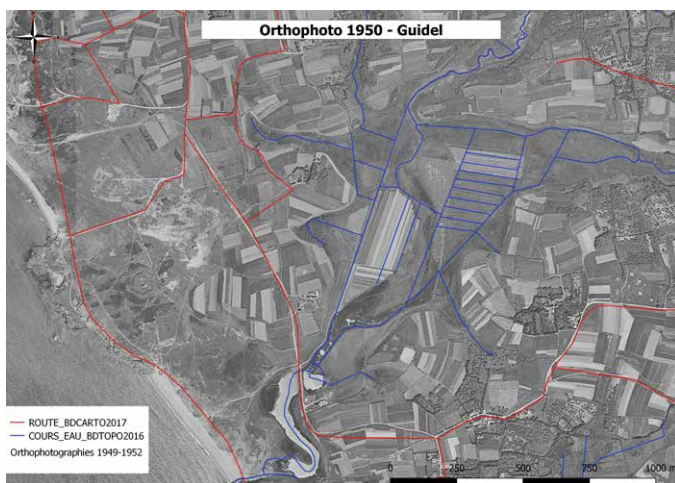 Orthophoto 1950 - Guidel
ROUTE_BDCARTO2017
COURS_EAU_BDTOPO2016
Orthophotographies 1949-1952
0 250 500 750 1000 m